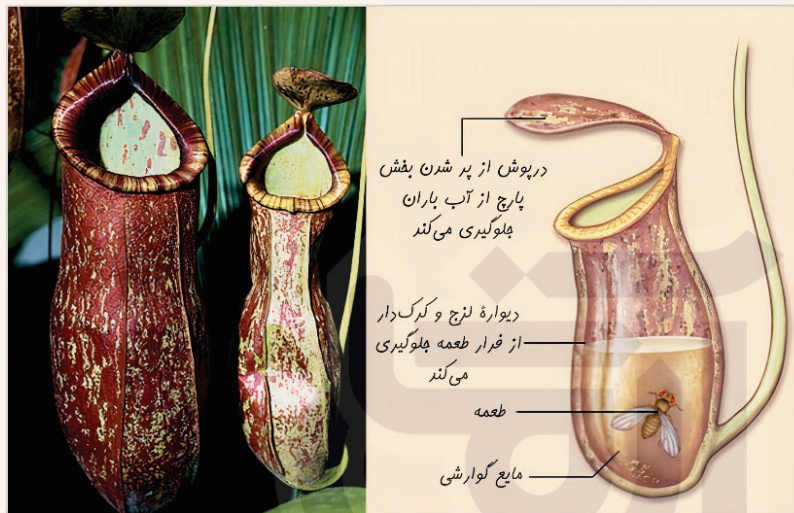 درپوش از پر شدن بخش
پارچ از آب باران
جلوگیری می‌کند
دیوارهٔ لزج و کرک‌دار
از فرار طعمه جلوگیری
می‌کند
طعمه
مایع گوارشی